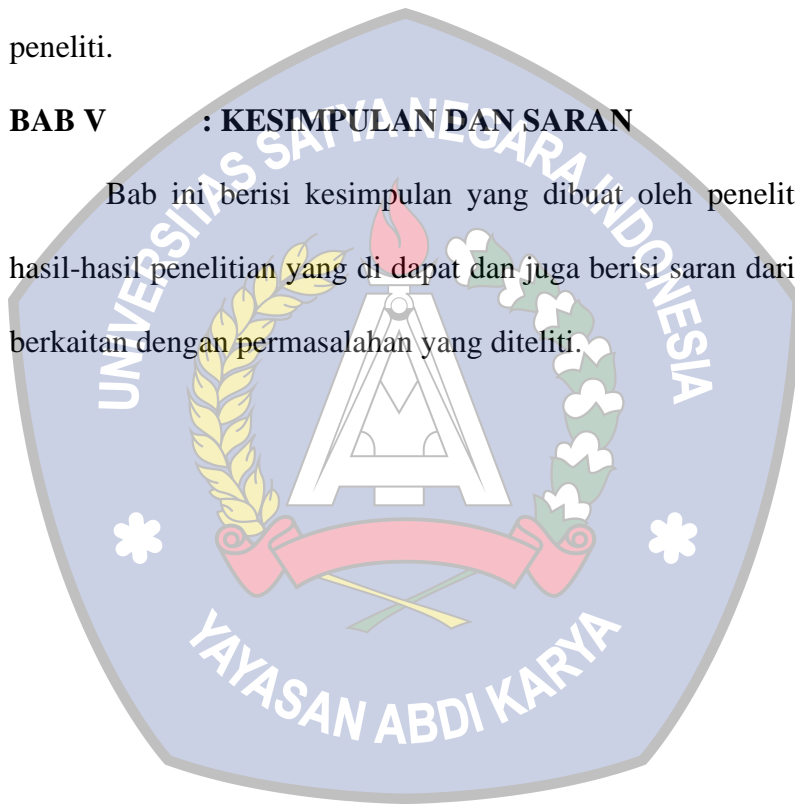 peneliti.
BAB V : KESIMPULAN DAN SARAN
Bab ini berisi kesimpulan yang dibuat oleh penelit
hasil-hasil penelitian yang di dapat dan juga berisi saran dari
berkaitan dengan permasalahan yang diteliti.
UNIVERSITAS SATYA NEGARA INDONESIA
YAYASAN ABDI KARYA